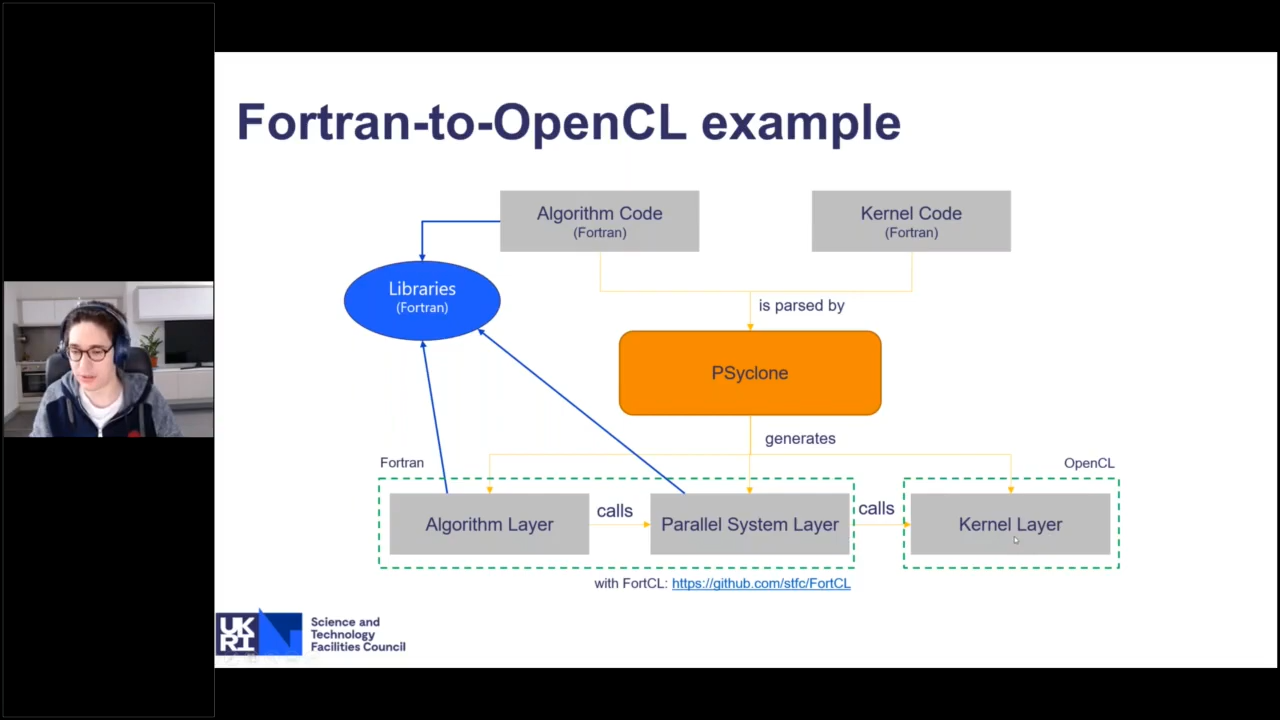 Fortran-to-OpenCL example
Algorithm Code
(Fortran)
Kernel Code
(Fortran)
Libraries
(Fortran)
is parsed by
PSyclone
generates
Fortran
OpenCL
Algorithm Layer
calls
Parallel System Layer
calls
Kernel Layer
with FortCL: https://github.com/stfc/FortCL
UK
RI
Science and
Technology
Facilities Council